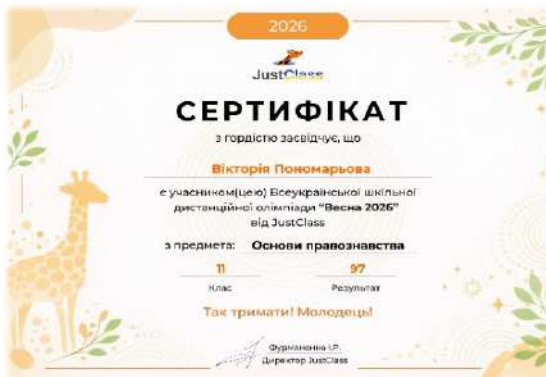 2026
JustClass
СЕРТИФІКАТ
з гордістю засвідчує, що
Вікторія Пономарьова
є учасником(цею) Всеукраїнської шкільної
дистанційної олімпіади "Весна 2026"
від JustClass
з предмета: Основи правознавства
11 97
Клас Результат
Так тримати! Молодець!
Фурманенко І.Р.
Директор JustClass